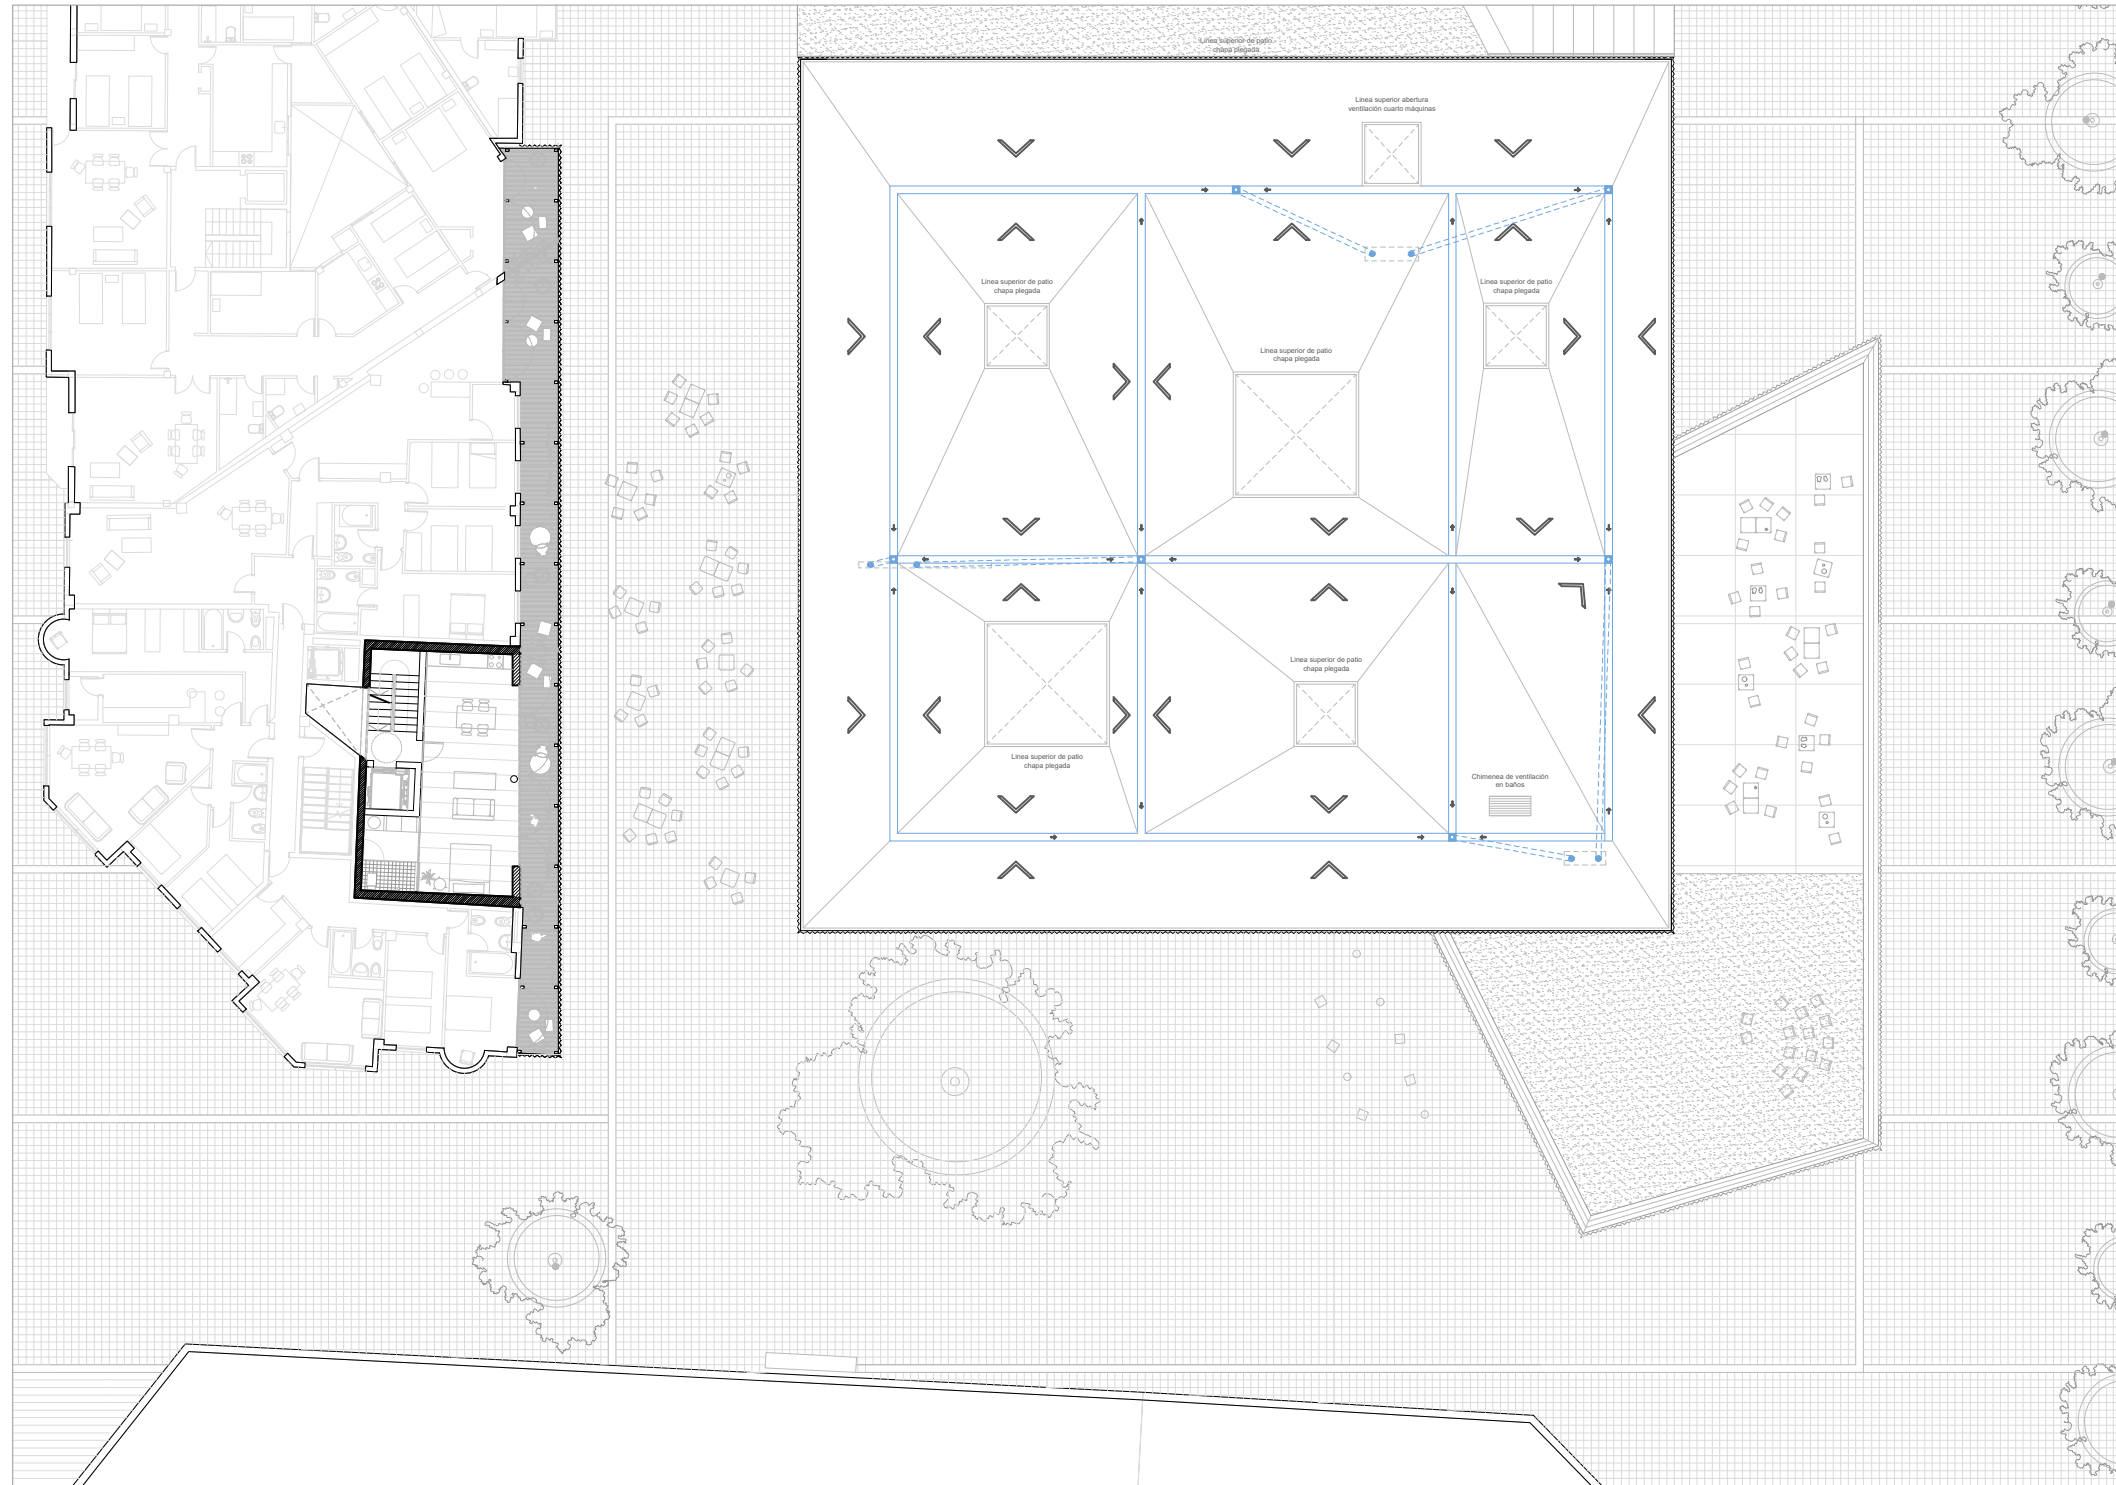 Linea superior de patio
chapa plegada
Linea superior abertura
ventilación cuarto máquinas
Linea superior de patio
chapa plegada
Linea superior de patio
chapa plegada
Linea superior de patio
chapa plegada
Linea superior de patio
chapa plegada
Linea superior de patio
chapa plegada
Chimenea de ventilación
en baños